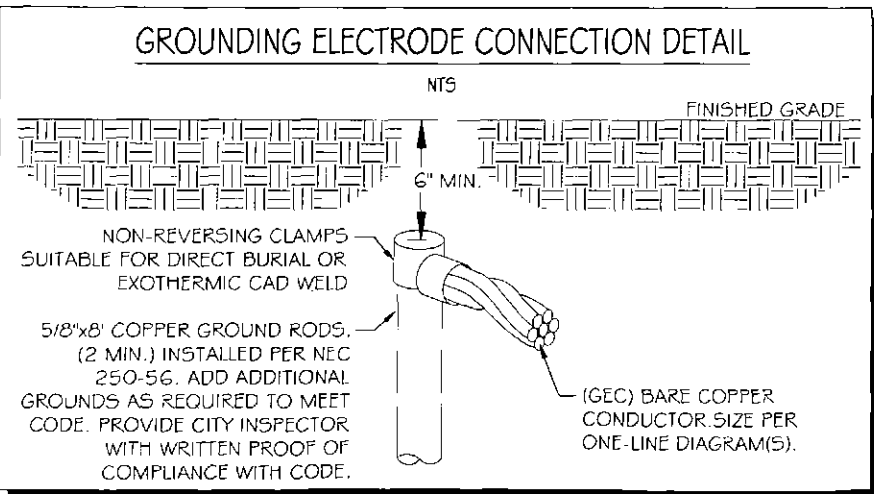 GROUNDING ELECTRODE CONNECTION DETAIL
NTS
FINISHED GRADE
6" MIN.
NON-REVERSING CLAMPS
SUITABLE FOR DIRECT BURIAL OR
EXOTHERMIC CAD WELD
5/8"x8' COPPER GROUND RODS.
(2 MIN.) INSTALLED PER NEC
250-56. ADD ADDITIONAL
GROUNDS AS REQUIRED TO MEET
CODE. PROVIDE CITY INSPECTOR
WITH WRITTEN PROOF OF
COMPLIANCE WITH CODE.
(GEC) BARE COPPER
CONDUCTOR.SIZE PER
ONE-LINE DIAGRAM(S).